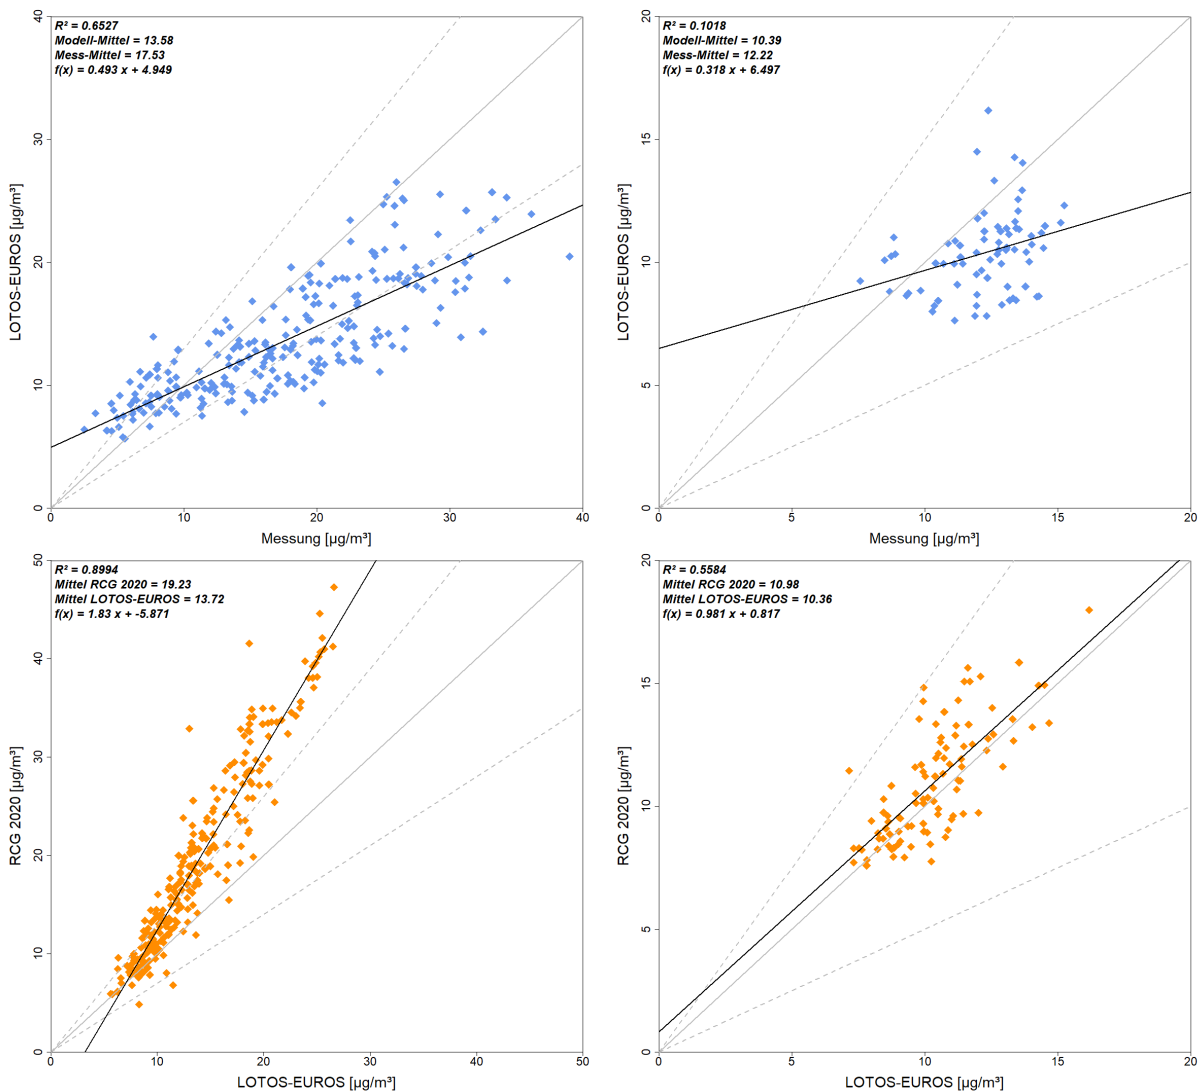 R² = 0.6527
Modell-Mittel = 13.58
Mess-Mittel = 17.53
f(x) = 0.493 x + 4.949
40
30
20
10
0
LOTOS-EUROS [µg/m³]
0 10 20 30 40
Messung [µg/m³]
R² = 0.1018
Modell-Mittel = 10.39
Mess-Mittel = 12.22
f(x) = 0.318 x + 6.497
20
15
10
5
0
LOTOS-EUROS [µg/m³]
0 5 10 15 20
Messung [µg/m³]
R² = 0.8994
Mittel RCG 2020 = 19.23
Mittel LOTOS-EUROS = 13.72
f(x) = 1.83 x + -5.871
50
40
30
20
10
0
RCG 2020 [µg/m³]
0 10 20 30 40 50
LOTOS-EUROS [µg/m³]
R² = 0.5584
Mittel RCG 2020 = 10.98
Mittel LOTOS-EUROS = 10.36
f(x) = 0.981 x + 0.817
20
15
10
5
0
RCG 2020 [µg/m³]
0 5 10 15 20
LOTOS-EUROS [µg/m³]